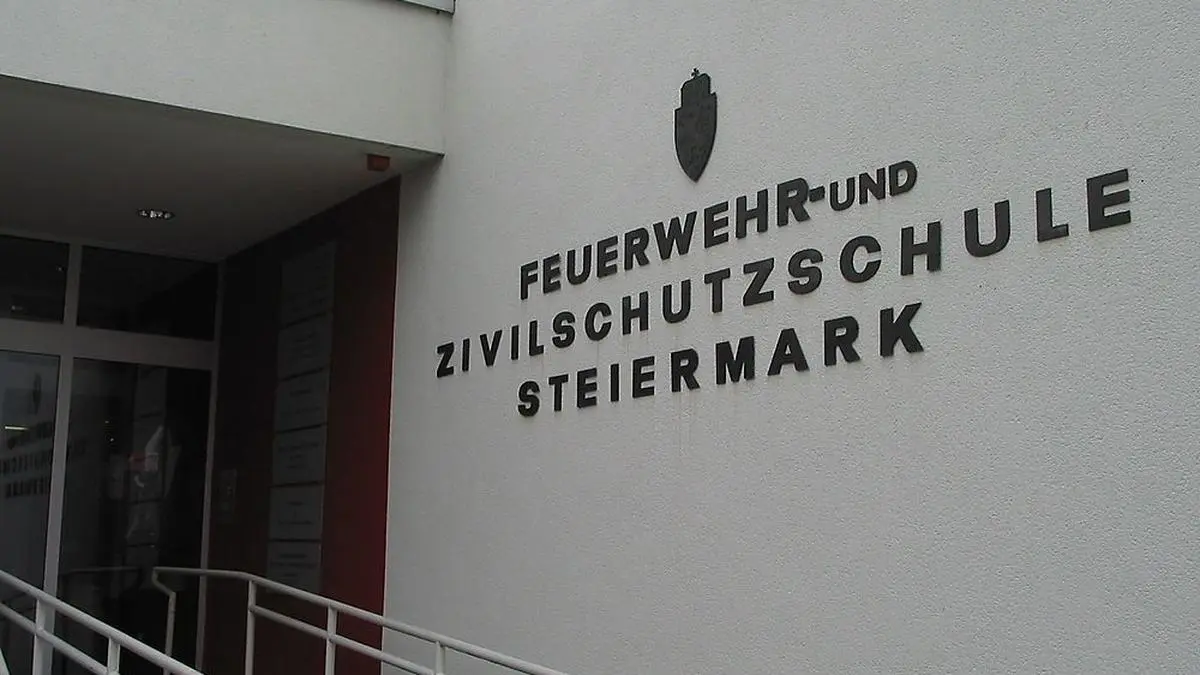 FEUERWEHR-UND
ZIVILSCHUTZSCHULE
STEIERMARK